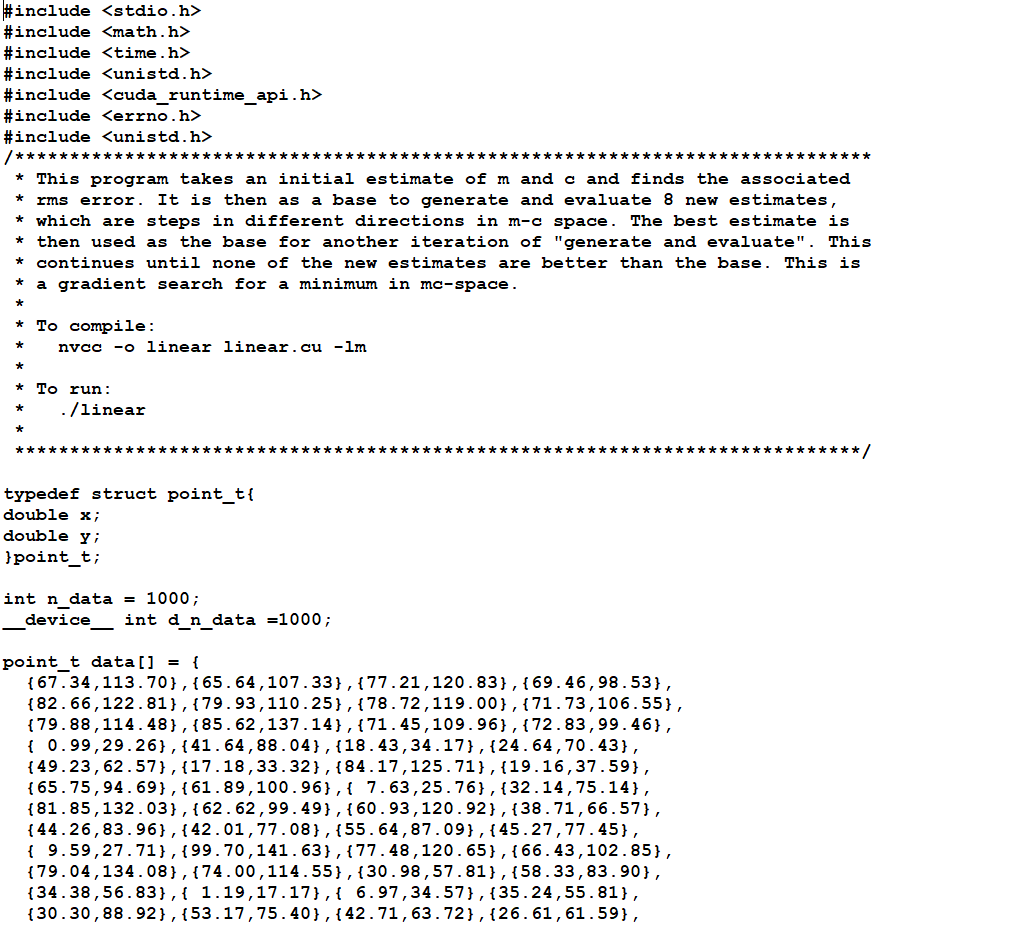 #include <stdio.h>
#include <math.h>
#include <time.h>
#include <unistd.h>
#include <cuda_runtime_api.h>
#include <errno.h>
#include <unistd.h>
/******************************************************************************
 * This program takes an initial estimate of m and c and finds the associated
 * rms error. It is then as a base to generate and evaluate 8 new estimates,
 * which are steps in different directions in m-c space. The best estimate is
 * then used as the base for another iteration of "generate and evaluate". This
 * continues until none of the new estimates are better than the base. This is
 * a gradient search for a minimum in mc-space.
 *
 * To compile:
 *   nvcc -o linear linear.cu -lm
 *
 * To run:
 *   ./linear
 *
 *****************************************************************************/

typedef struct point_t{
double x;
double y;
}point_t;

int n_data = 1000;
__device__ int d_n_data =1000;

point_t data[] = {
  {67.34,113.70},{65.64,107.33},{77.21,120.83},{69.46,98.53},
  {82.66,122.81},{79.93,110.25},{78.72,119.00},{71.73,106.55},
  {79.88,114.48},{85.62,137.14},{71.45,109.96},{72.83,99.46},
  { 0.99,29.26},{41.64,88.04},{18.43,34.17},{24.64,70.43},
  {49.23,62.57},{17.18,33.32},{84.17,125.71},{19.16,37.59},
  {65.75,94.69},{61.89,100.96},{ 7.63,25.76},{32.14,75.14},
  {81.85,132.03},{62.62,99.49},{60.93,120.92},{38.71,66.57},
  {44.26,83.96},{42.01,77.08},{55.64,87.09},{45.27,77.45},
  { 9.59,27.71},{99.70,141.63},{77.48,120.65},{66.43,102.85},
  {79.04,134.08},{74.00,114.55},{30.98,57.81},{58.33,83.90},
  {34.38,56.83},{ 1.19,17.17},{ 6.97,34.57},{35.24,55.81},
  {30.30,88.92},{53.17,75.40},{42.71,63.72},{26.61,61.59},